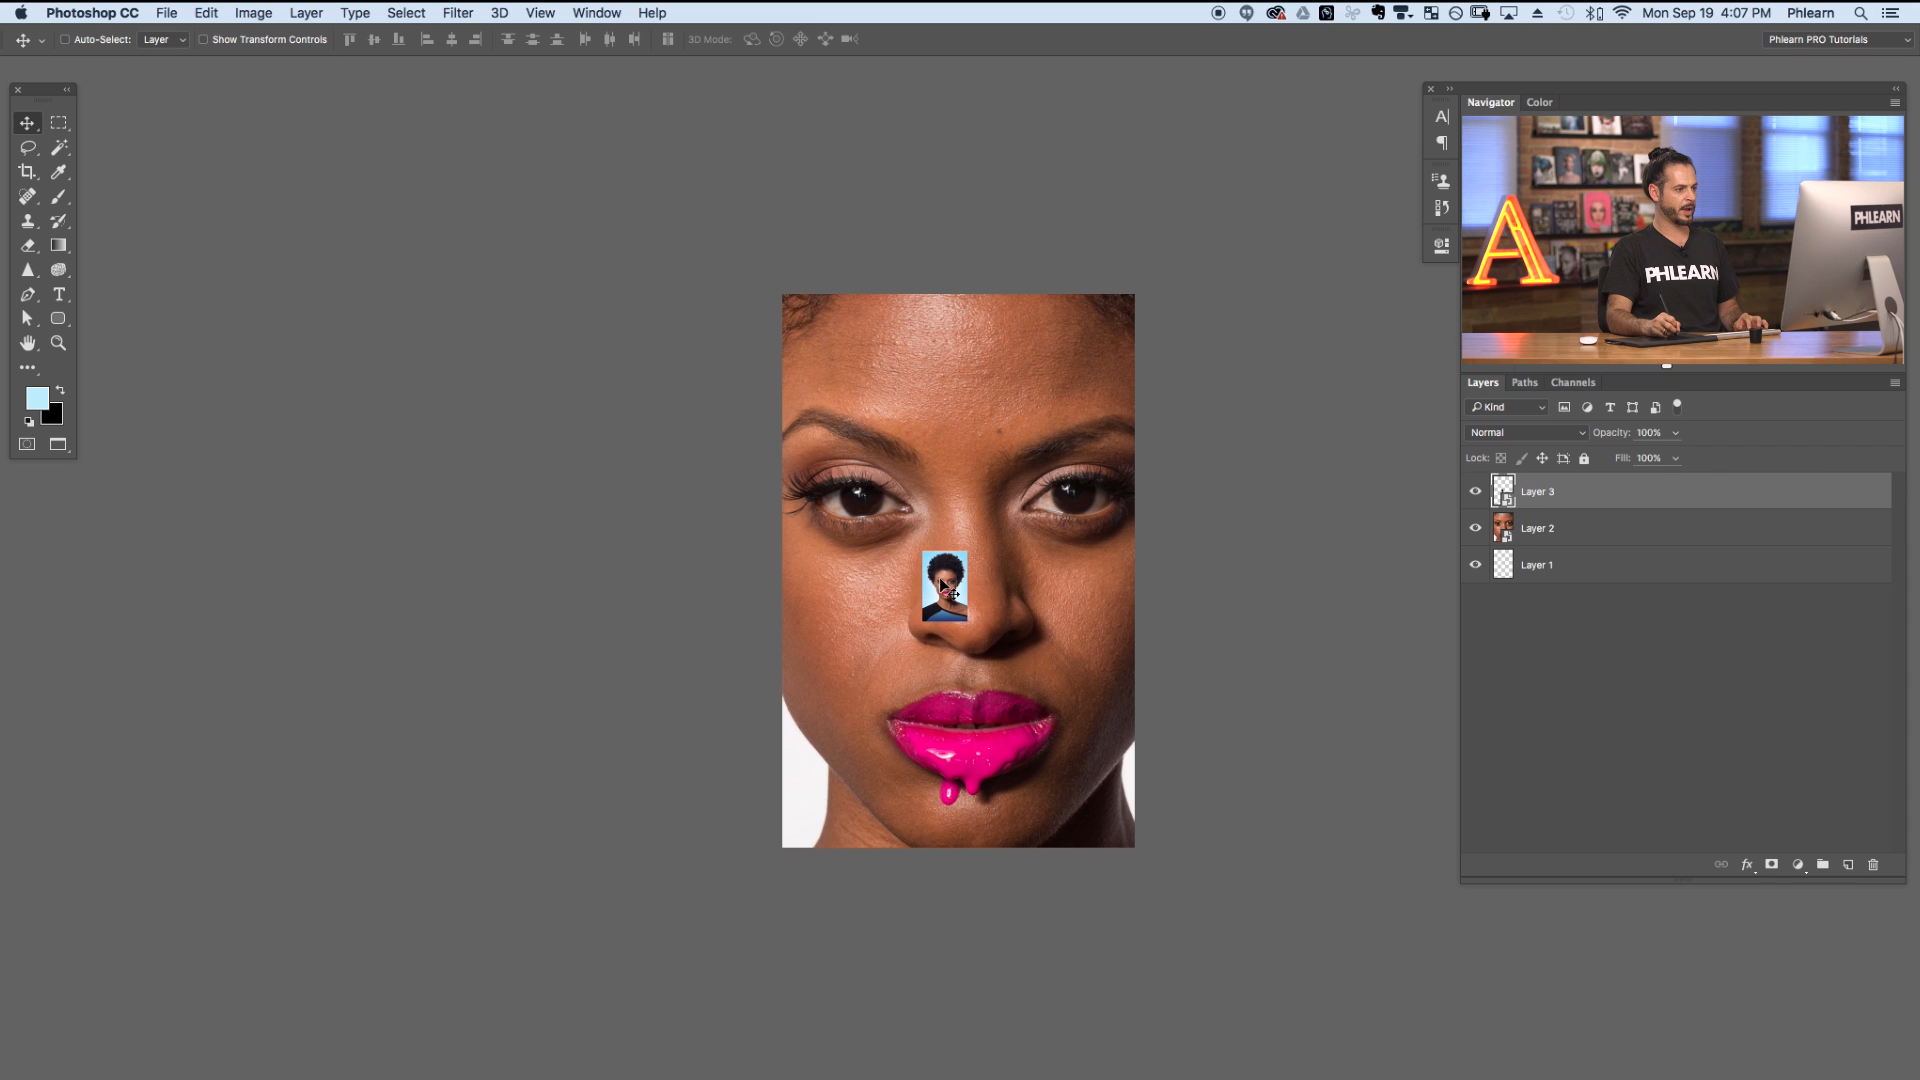 Photoshop CC File Edit Image Layer Type Select Filter 3D View Window Help Mon Sep 19 4:07 PM Phlearn
Auto-Select: Layer Show Transform Controls 3D Mode: Phlearn PRO Tutorials
Navigator Color
PHLEARN
PHLEARN
Layers Paths Channels
Kind
Normal Opacity: 100%
Lock: Fill: 100%
Layer 3
Layer 2
Layer 1
fx